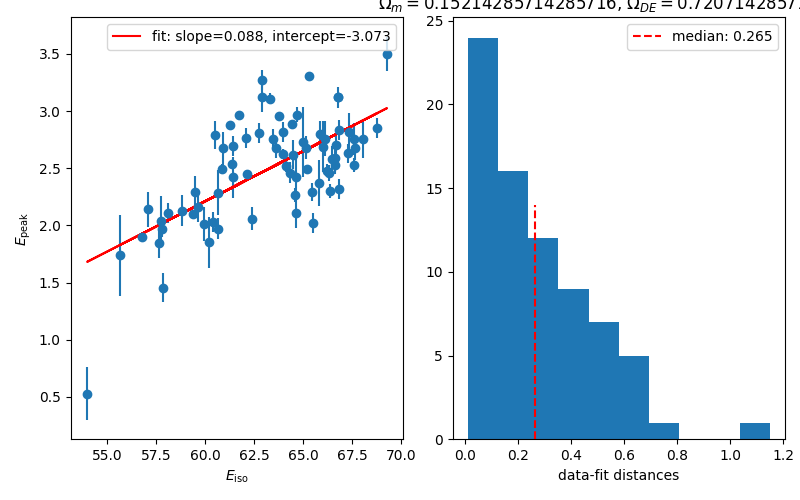 Ω_m = 0.15214285714285716, Ω_DE = 0.72071428571
fit: slope=0.088, intercept=-3.073
median: 0.265
3.5
3.0
2.5
2.0
1.5
1.0
0.5
E_peak
55.0 57.5 60.0 62.5 65.0 67.5 70.0
E_iso
25
20
15
10
5
0
0.0 0.2 0.4 0.6 0.8 1.0 1.2
data-fit distances